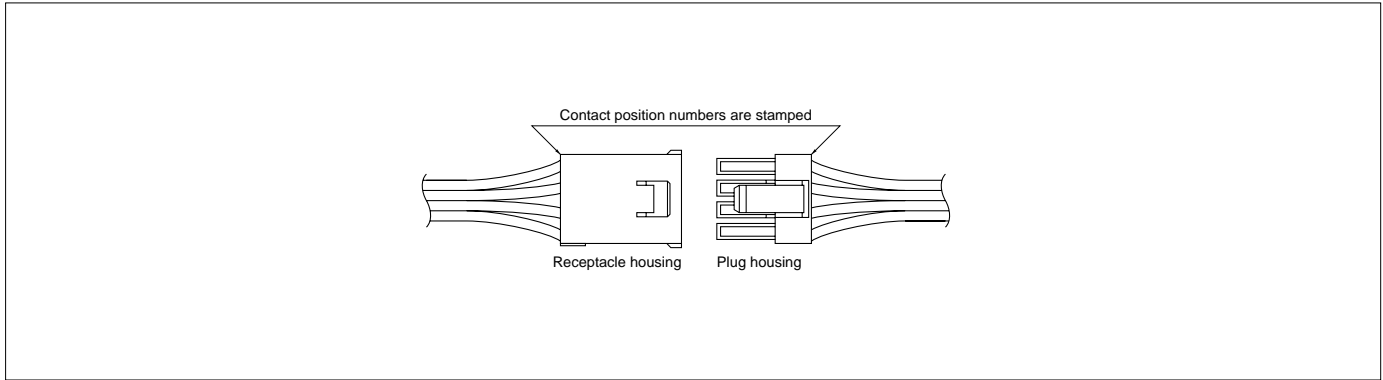 Contact position numbers are stamped
Receptacle housing
Plug housing